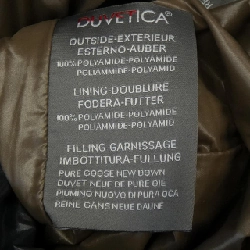 DUVETICA®
OUTSIDE-EXTERIEUR
ESTERNO-AUBER
100% POLYAMIDE-POLYAMIDE
POLIAMMIDE-POLYAMID
LINING-DOUBLURE
FODERA-FUTTER
100% POLYAMIDE-POLYAMIDE
POLIAMMIDE-POLYAMID
FILLING GARNISSAGE
IMBOTTITURA-FULLUNG
PURE GOOSE NEW DOWN
DUVET NEUF DE PURE OIE
PIUMINO NUOVO DI PURA OCA
REINE GANS NEUE DAUNE